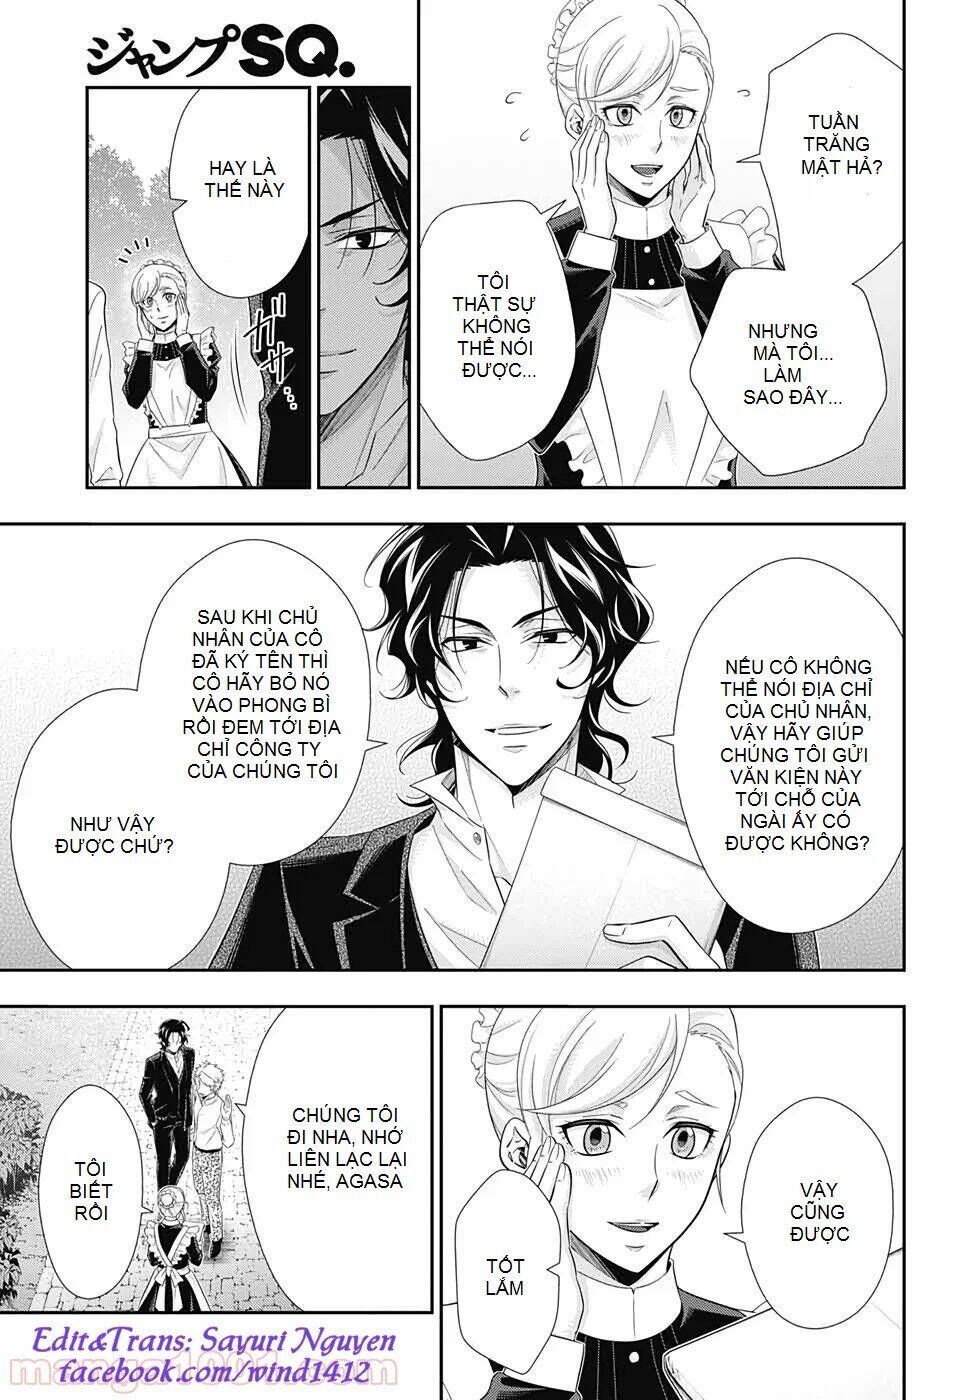 ジャンプSQ.
TUẦN
TRĂNG
MẬT HẢ?
NHƯNG
MÀ TÔI...
LÀM
SAO ĐÂY...
TÔI
THẬT SỰ
KHÔNG
THỂ NÓI
ĐƯỢC...
HAY LÀ
THẾ NÀY
ガサ…
NẾU CÔ KHÔNG
THỂ NÓI ĐỊA CHỈ
CỦA CHỦ NHÂN,
VẬY HÃY GIÚP
CHÚNG TÔI GỬI
VĂN KIỆN NÀY
TỚI CHỖ CỦA
NGÀI ẤY CÓ
ĐƯỢC KHÔNG?
SAU KHI CHỦ
NHÂN CỦA CÔ
ĐÃ KÝ TÊN THÌ
CÔ HÃY BỎ NÓ
VÀO PHONG BÌ
RỒI ĐEM TỚI ĐỊA
CHỈ CÔNG TY
CỦA CHÚNG TÔI
NHƯ VẬY
ĐƯỢC CHỨ?
VẬY
CŨNG
ĐƯỢC
TỐT
LẮM
CHÚNG TÔI
ĐI NHA, NHỚ
LIÊN LẠC LẠI
NHÉ, AGASA
TÔI
BIẾT
RỒI
Edit&Trans: Sayuri Nguyen
facebook.com/wind1412
manga1001.com